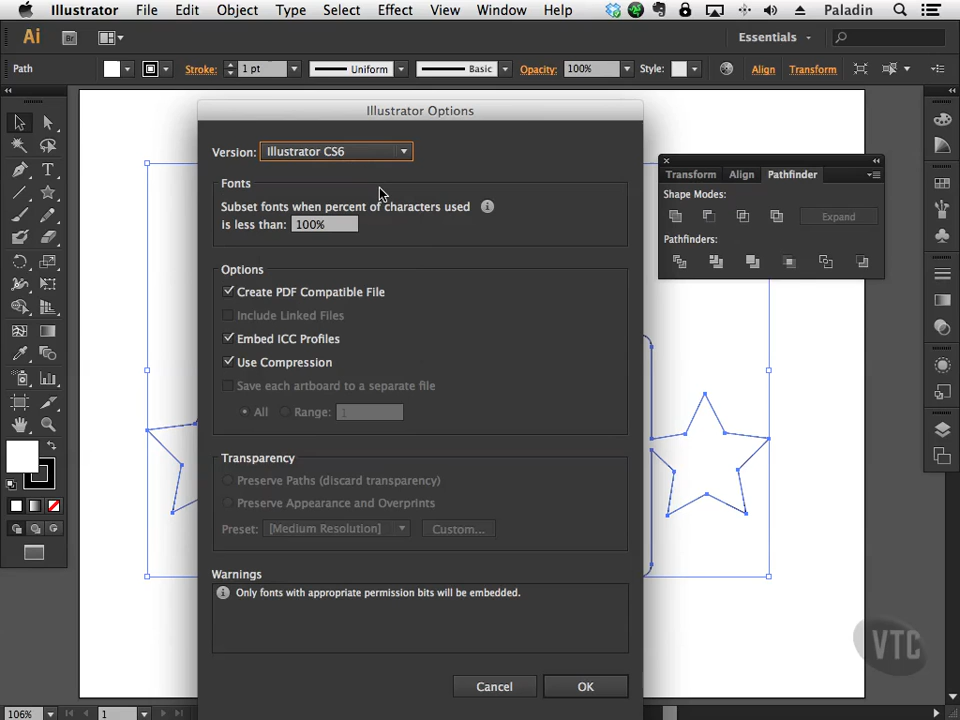 Illustrator File Edit Object Type Select Effect View Window Help Paladin
Ai Br Essentials
Path Stroke: 1 pt Uniform Basic Opacity: 100% Style: Align Transform
Illustrator Options
Version: Illustrator CS6
Fonts
Subset fonts when percent of characters used
is less than: 100%
Options
Create PDF Compatible File
Include Linked Files
Embed ICC Profiles
Use Compression
Save each artboard to a separate file
All Range: 1
Transparency
Preserve Paths (discard transparency)
Preserve Appearance and Overprints
Preset: [Medium Resolution] Custom...
Warnings
Only fonts with appropriate permission bits will be embedded.
Cancel OK
Transform Align Pathfinder
Shape Modes:
Expand
Pathfinders:
VTC
106% 1